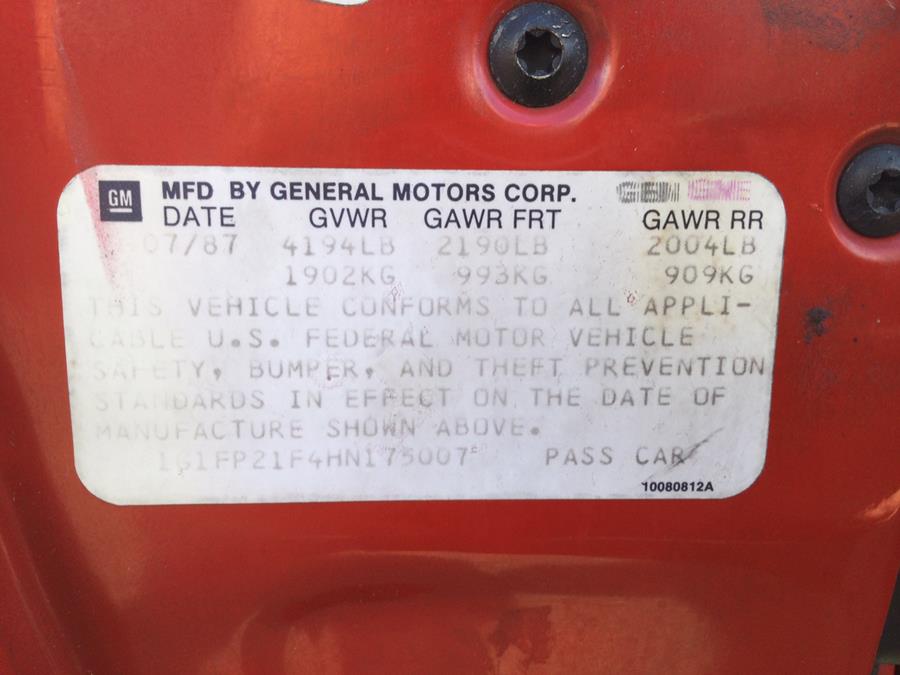 GM MFD BY GENERAL MOTORS CORP.
DATE GVWR GAWR FRT GAWR RR
07/87 4194LB 2190LB 2004LB
1902KG 993KG 909KG
THIS VEHICLE CONFORMS TO ALL APPLI-
CABLE U.S. FEDERAL MOTOR VEHICLE
SAFETY, BUMPER, AND THEFT PREVENTION
STANDARDS IN EFFECT ON THE DATE OF
MANUFACTURE SHOWN ABOVE.
1G1FP21F4HN175007 PASS CAR
10080812A